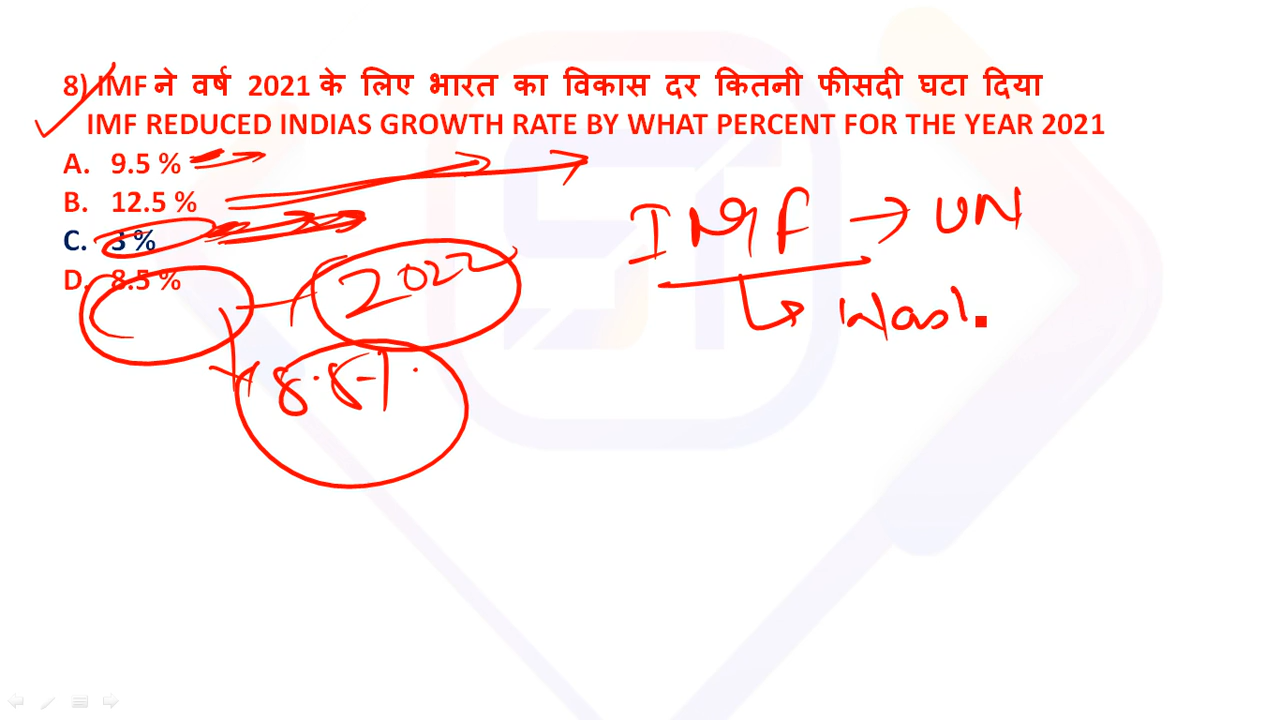 8) IMF ने वर्ष 2021 के लिए भारत का विकास दर कितनी फीसदी घटा दिया
IMF REDUCED INDIAS GROWTH RATE BY WHAT PERCENT FOR THE YEAR 2021
A. 9.5 %
B. 12.5 %
C. 3 %
D. 8.5 %
IMF → UN
Wash.
2022
8.8%